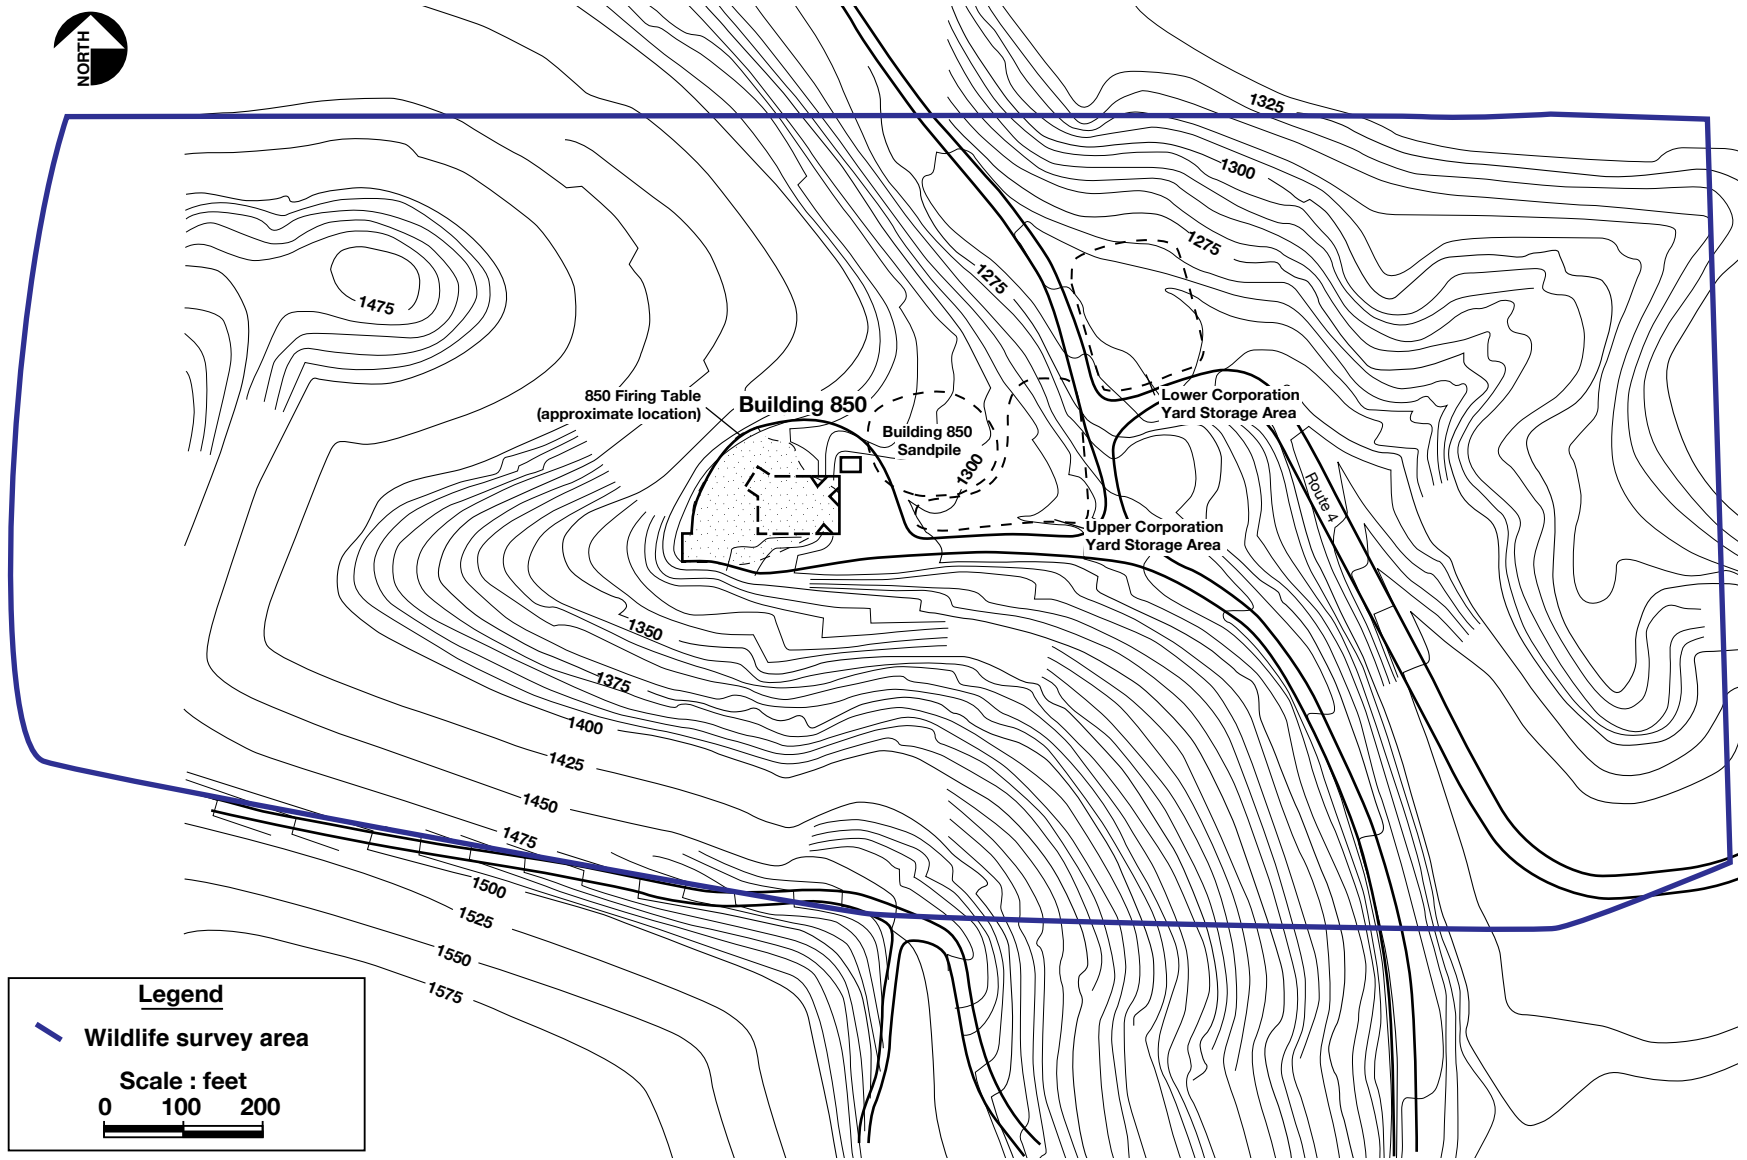 NORTH
1325
1300
1275
1275
1475
850 Firing Table
(approximate location)
Building 850
Lower Corporation
Yard Storage Area
Building 850
Sandpile
1300
Route 4
Upper Corporation
Yard Storage Area
1350
1375
1400
1425
1450
1475
1500
1525
1550
1575
Legend
Wildlife survey area
Scale : feet
0 100 200